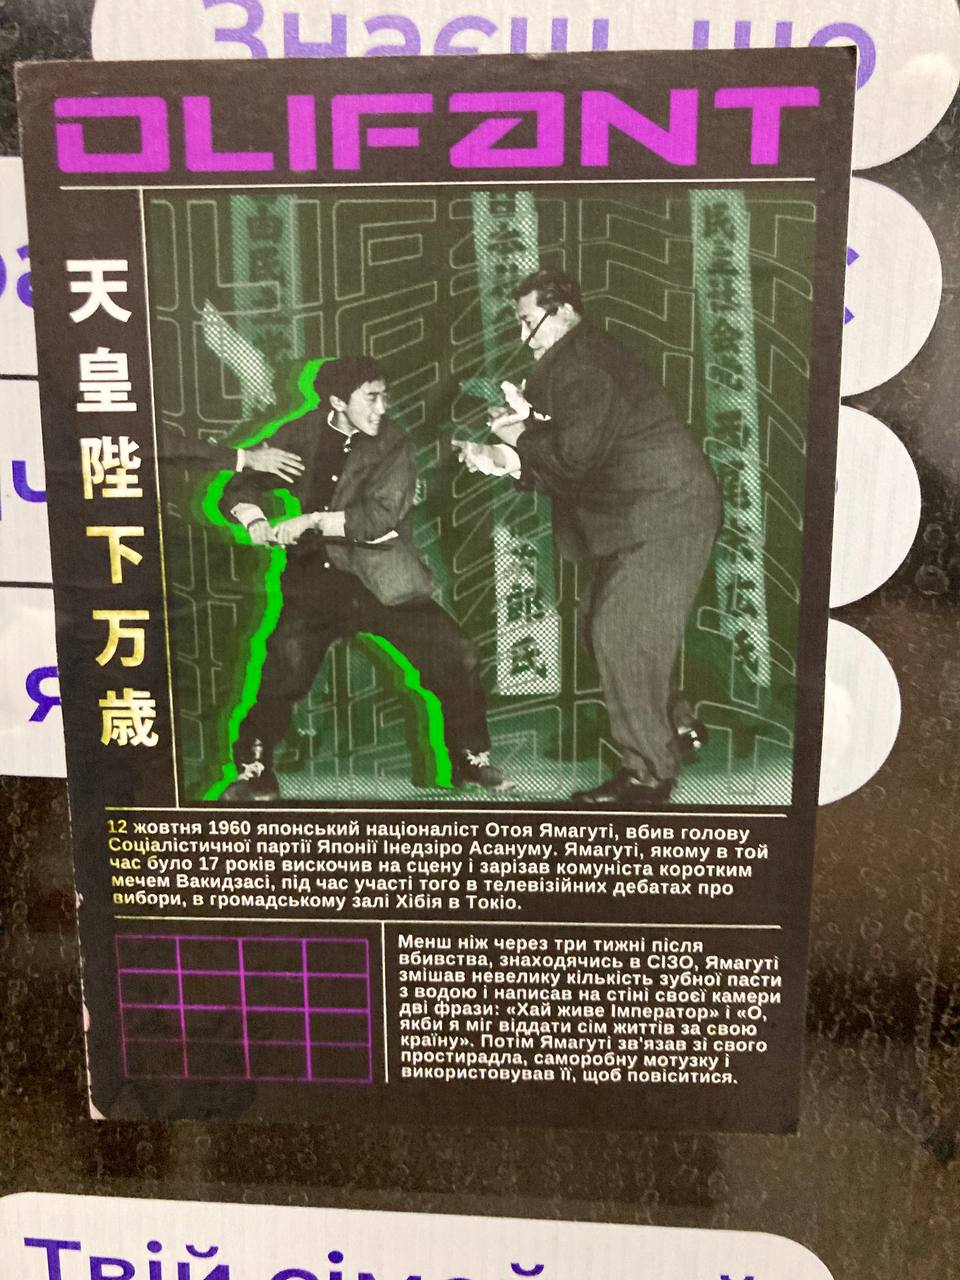 Знаєш, що
OLIFANT
天皇陛下万歳
12 жовтня 1960 японський націоналіст Отоя Ямагуті, вбив голову
Соціалістичної партії Японії Інедзіро Асануму. Ямагуті, якому в той
час було 17 років вискочив на сцену і зарізав комуніста коротким
мечем Вакидзасі, під час участі того в телевізійних дебатах про
вибори, в громадському залі Хібія в Токіо.
Менш ніж через три тижні після
вбивства, знаходячись в СІЗО, Ямагуті
змішав невелику кількість зубної пасти
з водою і написав на стіні своєї камери
дві фрази: «Хай живе Імператор» і «О,
якби я міг віддати сім життів за свою
країну». Потім Ямагуті зв'язав зі свого
простирадла, саморобну мотузку і
використовував її, щоб повіситися.
Твій